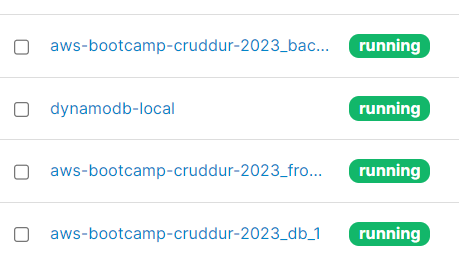 aws-bootcamp-cruddur-2023_bac... running
dynamodb-local running
aws-bootcamp-cruddur-2023_fro... running
aws-bootcamp-cruddur-2023_db_1 running